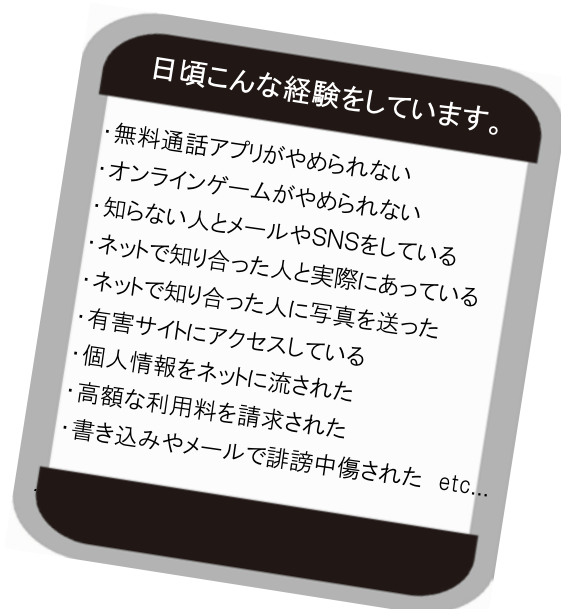 日頃こんな経験をしています。
・無料通話アプリがやめられない
・オンラインゲームがやめられない
・知らない人とメールやSNSをしている
・ネットで知り合った人と実際にあっている
・ネットで知り合った人に写真を送った
・有害サイトにアクセスしている
・個人情報をネットに流された
・高額な利用料を請求された
・書き込みやメールで誹謗中傷された etc...